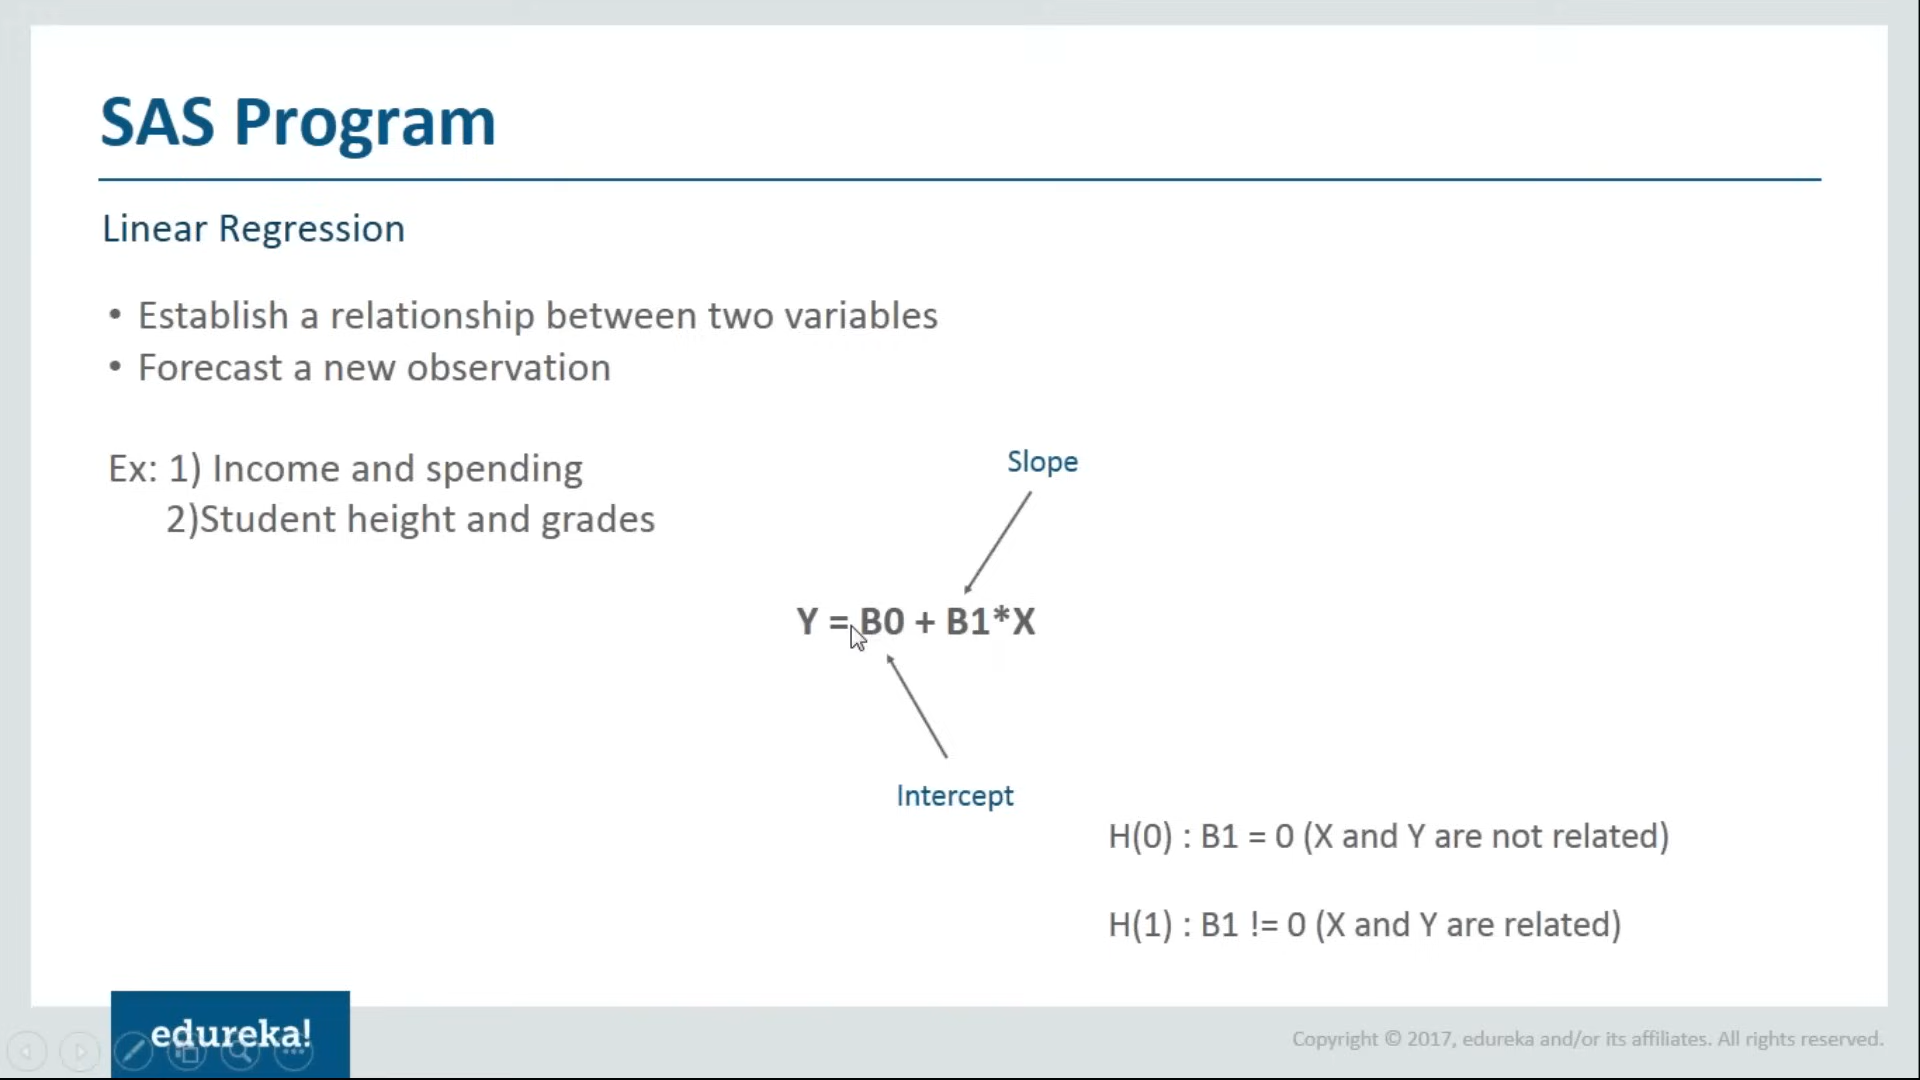 SAS Program
Linear Regression
• Establish a relationship between two variables
• Forecast a new observation
Ex: 1) Income and spending
2)Student height and grades
Slope
Y = B0 + B1*X
Intercept
H(0) : B1 = 0 (X and Y are not related)
H(1) : B1 != 0 (X and Y are related)
edureka!
Copyright © 2017, edureka and/or its affiliates. All rights reserved.